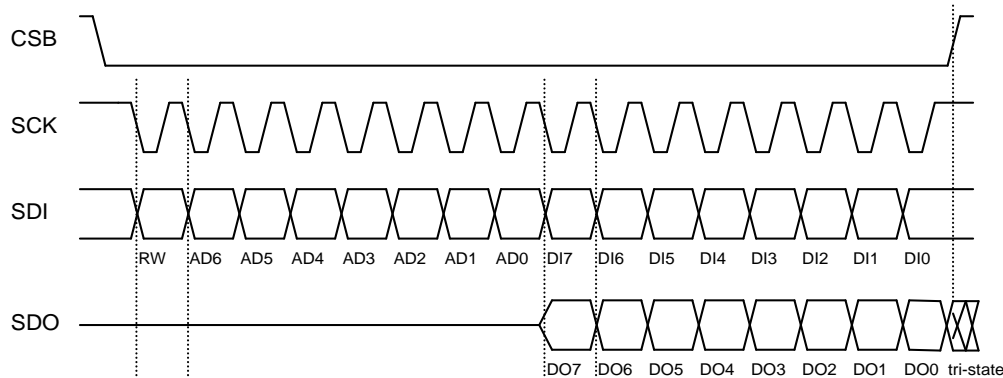 CSB
SCK
SDI
RW AD6 AD5 AD4 AD3 AD2 AD1 AD0 DI7 DI6 DI5 DI4 DI3 DI2 DI1 DI0
SDO
DO7 DO6 DO5 DO4 DO3 DO2 DO1 DO0 tri-state